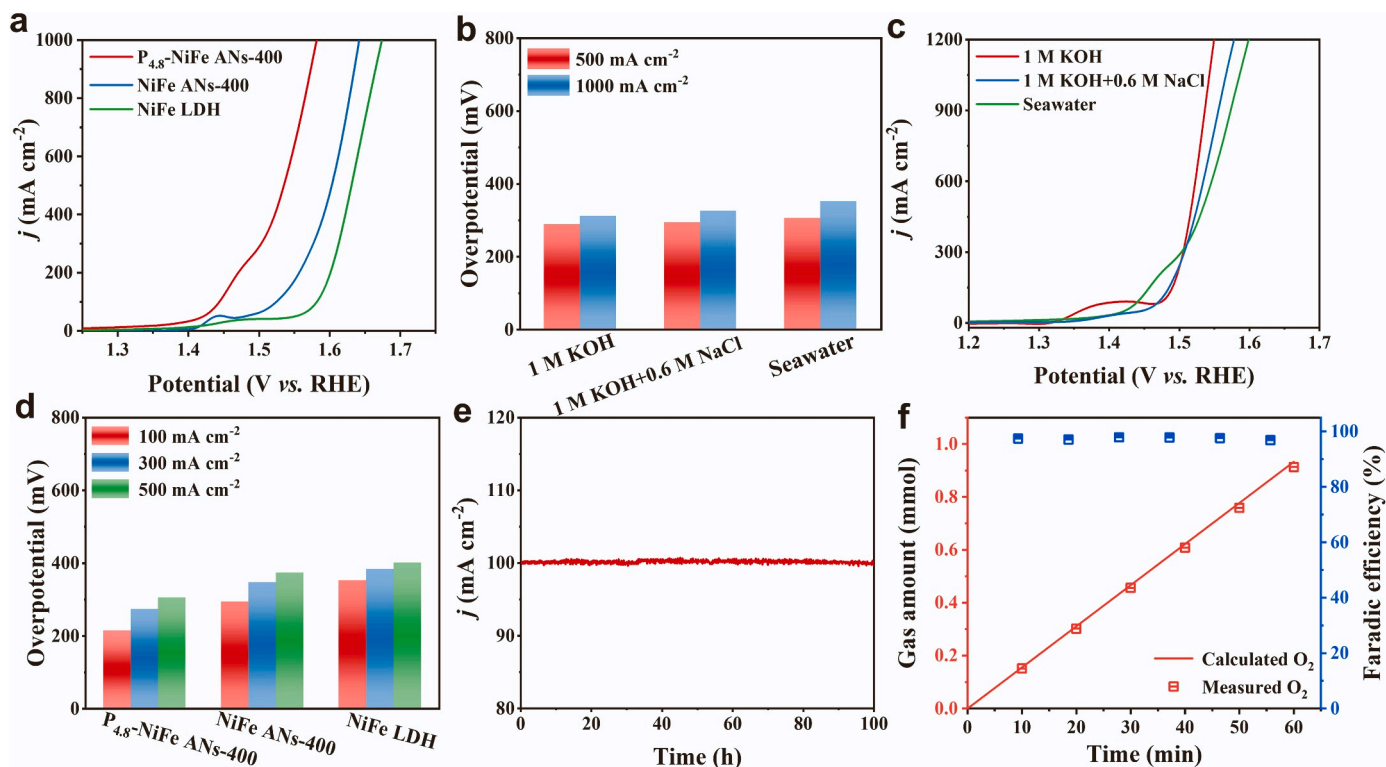 a
1000
800
600
400
200
0
j (mA cm⁻²)
P₄.₈-NiFe ANs-400
NiFe ANs-400
NiFe LDH
1.3 1.4 1.5 1.6 1.7
Potential (V vs. RHE)
b
800
600
400
200
0
Overpotential (mV)
500 mA cm⁻²
1000 mA cm⁻²
1 M KOH
1 M KOH+0.6 M NaCl
Seawater
c
1200
900
600
300
0
j (mA cm⁻²)
1 M KOH
1 M KOH+0.6 M NaCl
Seawater
1.2 1.3 1.4 1.5 1.6 1.7
Potential (V vs. RHE)
d
800
600
400
200
0
Overpotential (mV)
100 mA cm⁻²
300 mA cm⁻²
500 mA cm⁻²
P₄.₈-NiFe ANs-400
NiFe ANs-400
NiFe LDH
e
120
110
100
90
80
j (mA cm⁻²)
0 20 40 60 80 100
Time (h)
f
1.0
0.8
0.6
0.4
0.2
0.0
Gas amount (mmol)
100
80
60
40
20
0
Faradic efficiency (%)
Calculated O₂
Measured O₂
0 10 20 30 40 50 60
Time (min)